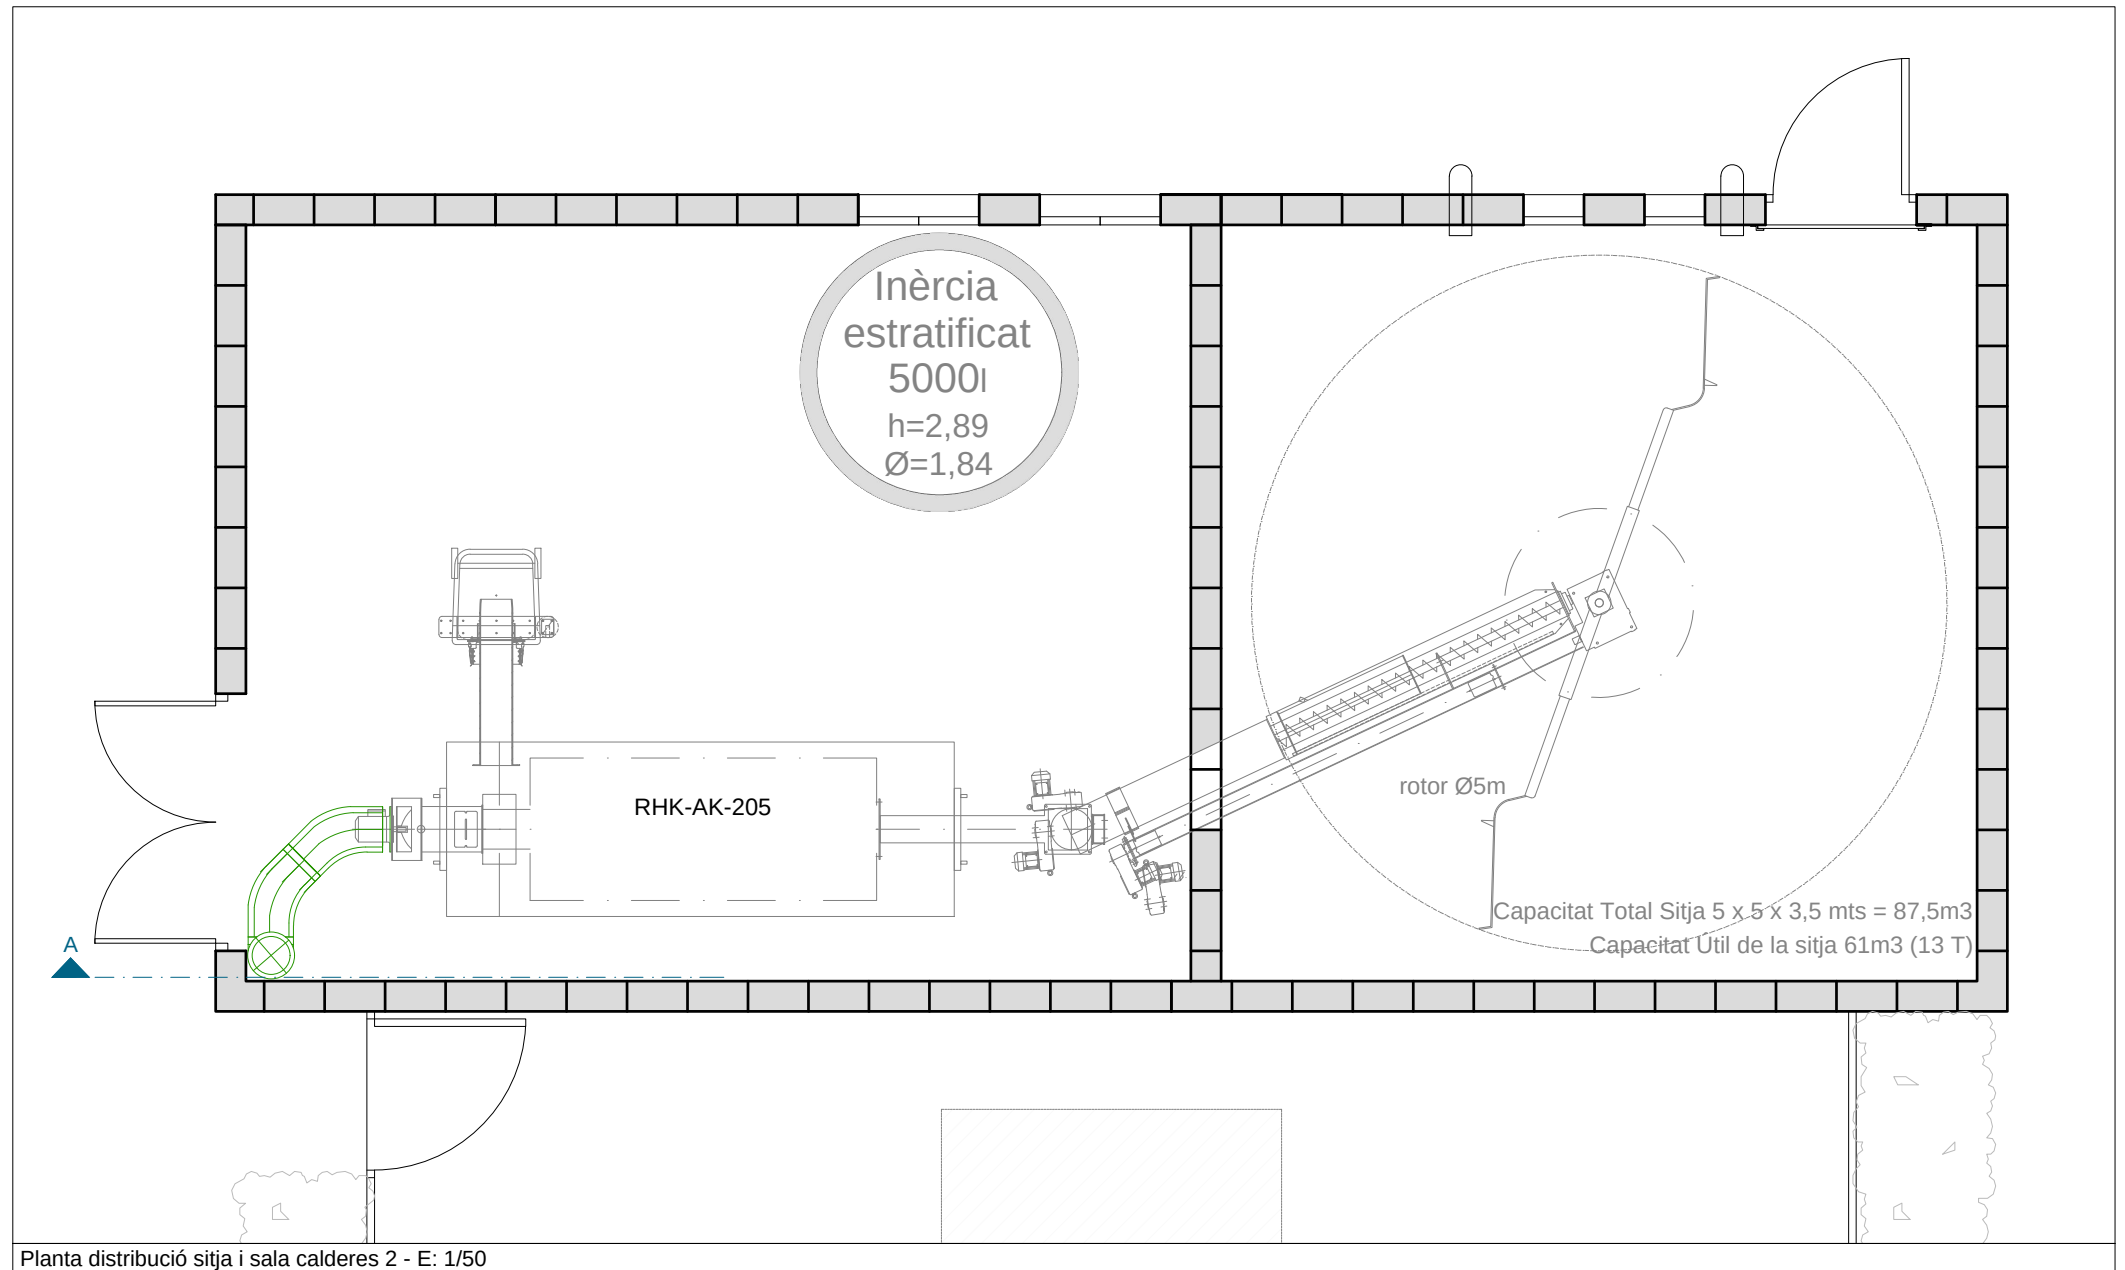 Inèrcia
estratificat
5000l
h=2,89
Ø=1,84
RHK-AK-205
rotor Ø5m
Capacitat Total Sitja 5 x 5 x 3,5 mts = 87,5m3
Capacitat Útil de la sitja 61m3 (13 T)
A
Planta distribució sitja i sala calderes 2 - E: 1/50